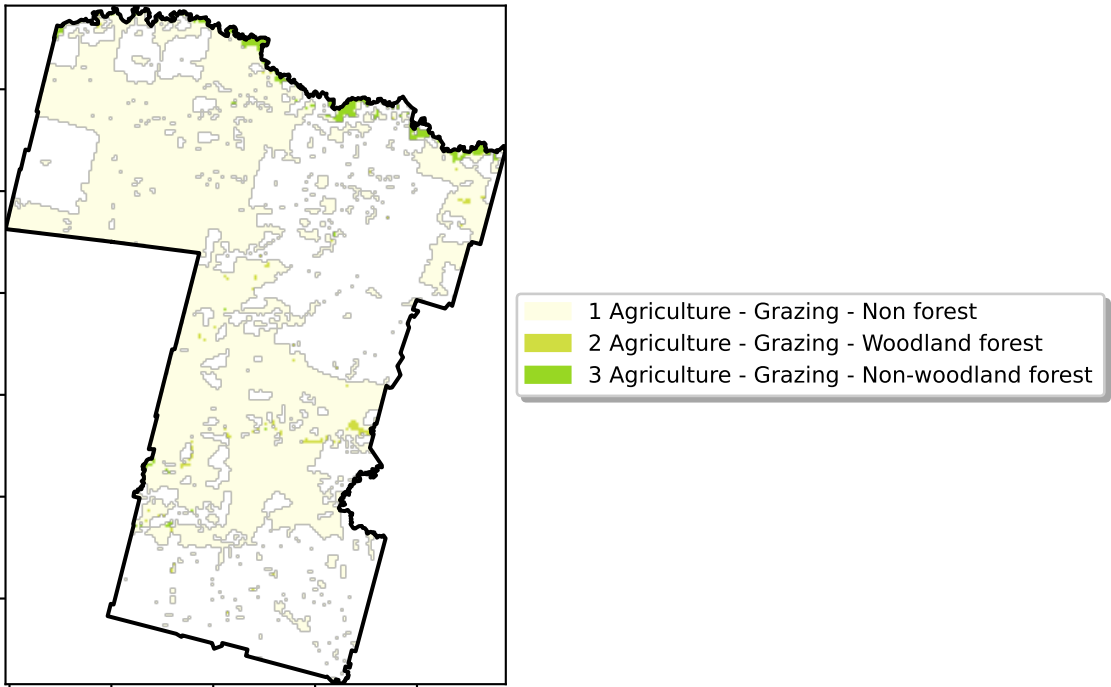 1 Agriculture - Grazing - Non forest
2 Agriculture - Grazing - Woodland forest
3 Agriculture - Grazing - Non-woodland forest